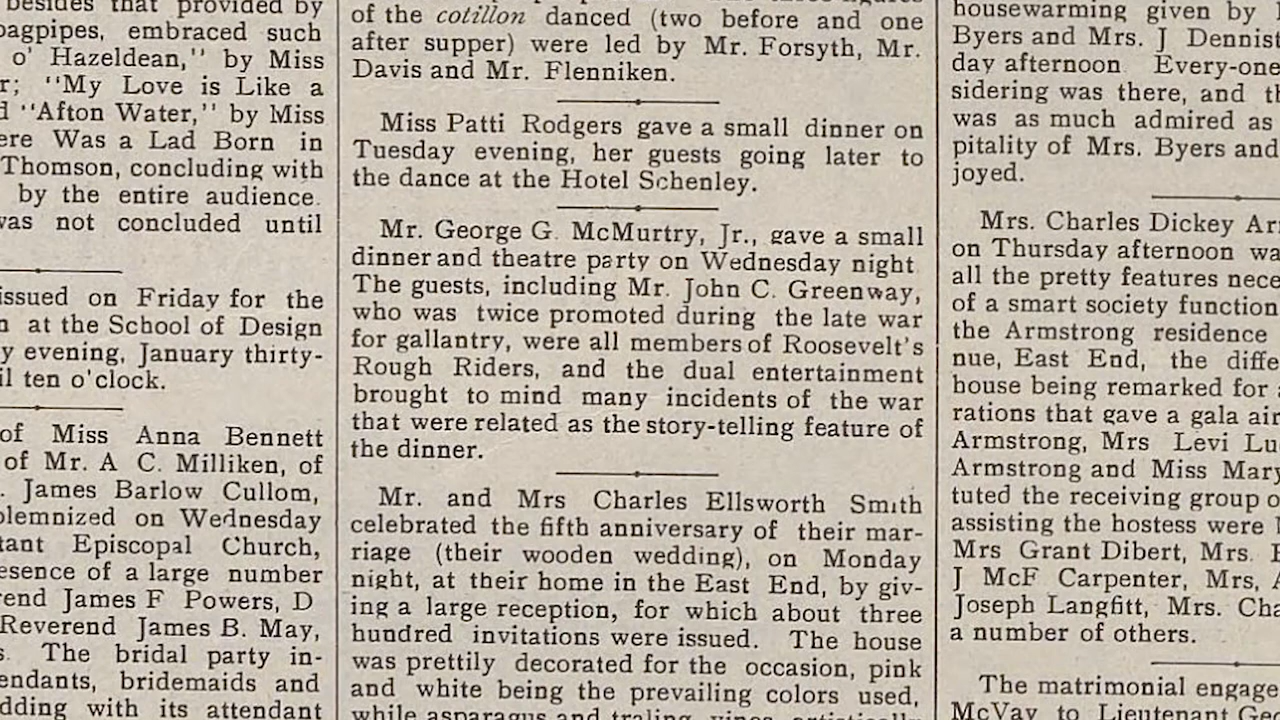 besides that provided by
bagpipes, embraced such
o' Hazeldean," by Miss
"My Love is Like a
"Afton Water," by Miss
Was a Lad Born in
Thomson, concluding with
by the entire audience.
was not concluded until
issued on Friday for the
at the School of Design
evening, January thirty-
ten o'clock.
of Miss Anna Bennett
of Mr. A C. Milliken, of
James Barlow Cullom,
solemnized on Wednesday
Episcopal Church,
of a large number
James F Powers, D
Reverend James B. May,
The bridal party in-
bridemaids and
with its attendant
of the cotillon danced (two before and one
after supper) were led by Mr. Forsyth, Mr.
Davis and Mr. Flenniken.
Miss Patti Rodgers gave a small dinner on
Tuesday evening, her guests going later to
the dance at the Hotel Schenley.
Mr. George G. McMurtry, Jr., gave a small
dinner and theatre party on Wednesday night
The guests, including Mr. John C. Greenway,
who was twice promoted during the late war
for gallantry, were all members of Roosevelt's
Rough Riders, and the dual entertainment
brought to mind many incidents of the war
that were related as the story-telling feature of
the dinner.
Mr. and Mrs Charles Ellsworth Smith
celebrated the fifth anniversary of their mar-
riage (their wooden wedding), on Monday
night, at their home in the East End, by giv-
ing a large reception, for which about three
hundred invitations were issued. The house
was prettily decorated for the occasion, pink
and white being the prevailing colors used,
while asparagus and traling vines artistically
housewarming given by
Byers and Mrs. J
day afternoon Every-one
sidering was there, and
was as much admired as
pitality of Mrs. Byers and
joyed.
Mrs. Charles Dickey
on Thursday afternoon
all the pretty features
of a smart society function
the Armstrong residence
nue, East End, the
house being remarked for
rations that gave a gala air
Armstrong, Mrs Levi
Armstrong and Miss Mary
tuted the receiving group
assisting the hostess were
Mrs Grant Dibert, Mrs.
J McF Carpenter, Mrs,
Joseph Langfitt, Mrs.
a number of others.
The matrimonial
McVay to Lieutenant